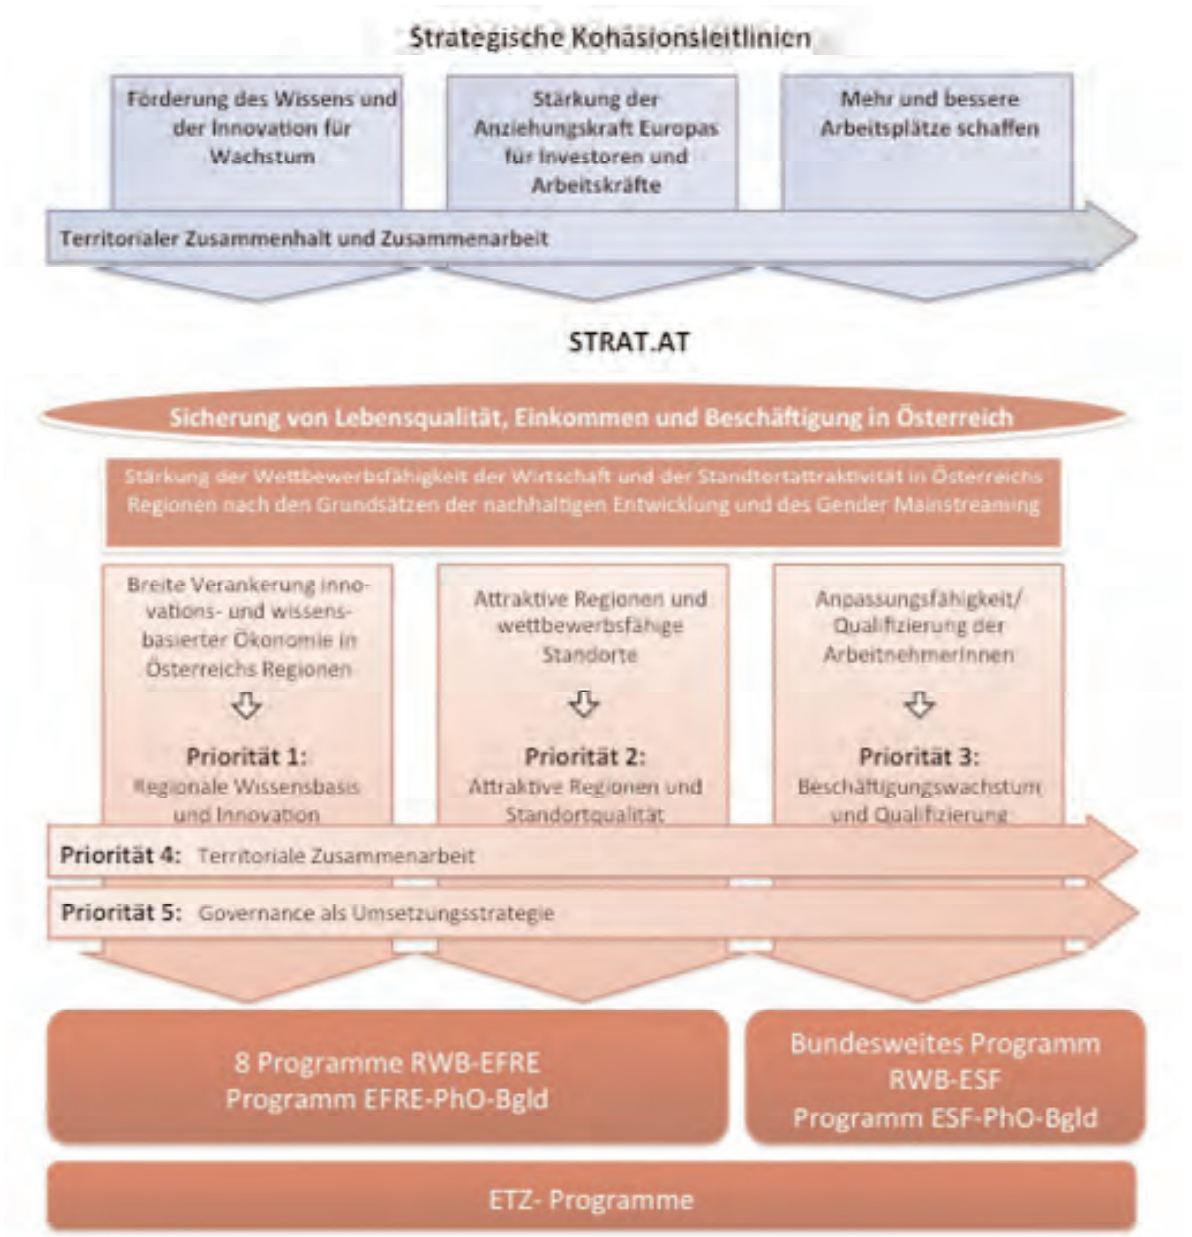 Strategische Kohäsionsleitlinien
Förderung des Wissens und
der Innovation für
Wachstum
Stärkung der
Anziehungskraft Europas
für Investoren und
Arbeitskräfte
Mehr und bessere
Arbeitsplätze schaffen
Territorialer Zusammenhalt und Zusammenarbeit
STRAT.AT
Sicherung von Lebensqualität, Einkommen und Beschäftigung in Österreich
Stärkung der Wettbewerbsfähigkeit der Wirtschaft und der Standtortattraktivität in Österreichs
Regionen nach den Grundsätzen der nachhaltigen Entwicklung und des Gender Mainstreaming
Breite Verankerung inno-
vations- und wissens-
basierter Ökonomie in
Österreichs Regionen
Priorität 1:
Regionale Wissensbasis
und Innovation
Attraktive Regionen und
wettbewerbsfähige
Standorte
Priorität 2:
Attraktive Regionen und
Standortqualität
Anpassungsfähigkeit/
Qualifizierung der
ArbeitnehmerInnen
Priorität 3:
Beschäftigungswachstum
und Qualifizierung
Priorität 4: Territoriale Zusammenarbeit
Priorität 5: Governance als Umsetzungsstrategie
8 Programme RWB-EFRE
Programm EFRE-PhO-Bgld
Bundesweites Programm
RWB-ESF
Programm ESF-PhO-Bgld
ETZ- Programme